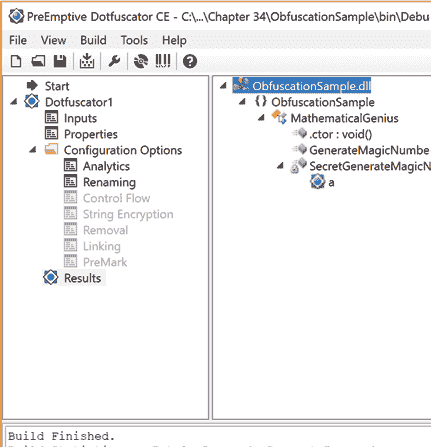 PreEmptive Dotfuscator CE - C:\...\Chapter 34\ObfuscationSample\bin\Debu
File View Build Tools Help
Start
Dotfuscator1
Inputs
Properties
Configuration Options
Analytics
Renaming
Control Flow
String Encryption
Removal
Linking
PreMark
Results
ObfuscationSample.dll
{} ObfuscationSample
MathematicalGenius
.ctor : void()
GenerateMagicNumbe
SecretGenerateMagicN
a
Build Finished.